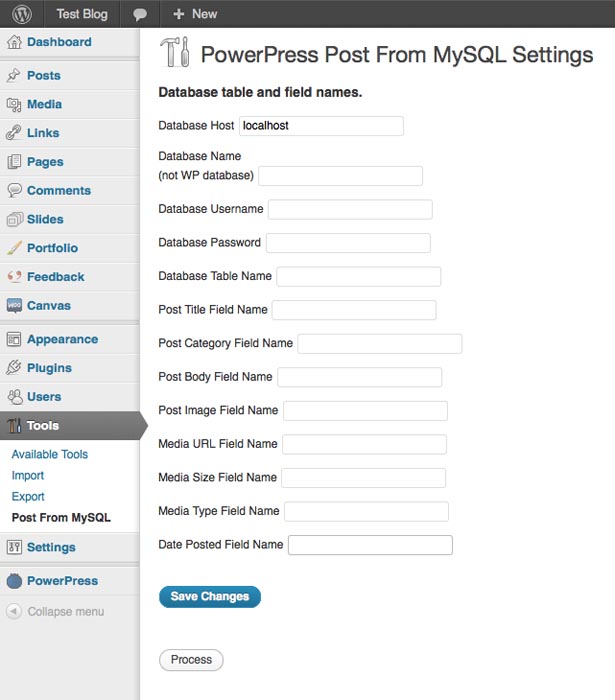 Test Blog
New
Dashboard
Posts
Media
Links
Pages
Comments
Slides
Portfolio
Feedback
WOO Canvas
Appearance
Plugins
Users
Tools
Available Tools
Import
Export
Post From MySQL
Settings
PowerPress
Collapse menu
PowerPress Post From MySQL Settings
Database table and field names.
Database Host localhost
Database Name
(not WP database)
Database Username
Database Password
Database Table Name
Post Title Field Name
Post Category Field Name
Post Body Field Name
Post Image Field Name
Media URL Field Name
Media Size Field Name
Media Type Field Name
Date Posted Field Name
Save Changes
Process